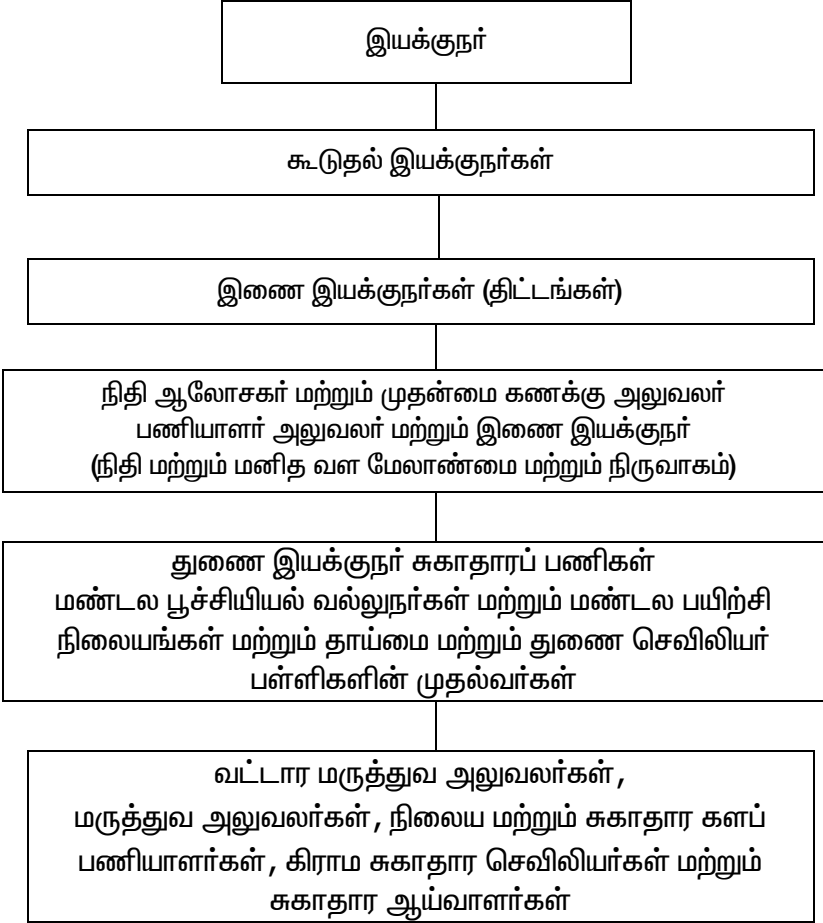 இயக்குநர்
கூடுதல் இயக்குநர்கள்
இணை இயக்குநர்கள் (திட்டங்கள்)
நிதி ஆலோசகர் மற்றும் முதன்மை கணக்கு அலுவலர்
பணியாளர் அலுவலர் மற்றும் இணை இயக்குநர்
(நிதி மற்றும் மனித வள மேலாண்மை மற்றும் நிருவாகம்)
துணை இயக்குநர் சுகாதாரப் பணிகள்
மண்டல பூச்சியியல் வல்லுநர்கள் மற்றும் மண்டல பயிற்சி
நிலையங்கள் மற்றும் தாய்மை மற்றும் துணை செவிலியர்
பள்ளிகளின் முதல்வர்கள்
வட்டார மருத்துவ அலுவலர்கள்,
மருத்துவ அலுவலர்கள், நிலைய மற்றும் சுகாதார களப்
பணியாளர்கள், கிராம சுகாதார செவிலியர்கள் மற்றும்
சுகாதார ஆய்வாளர்கள்